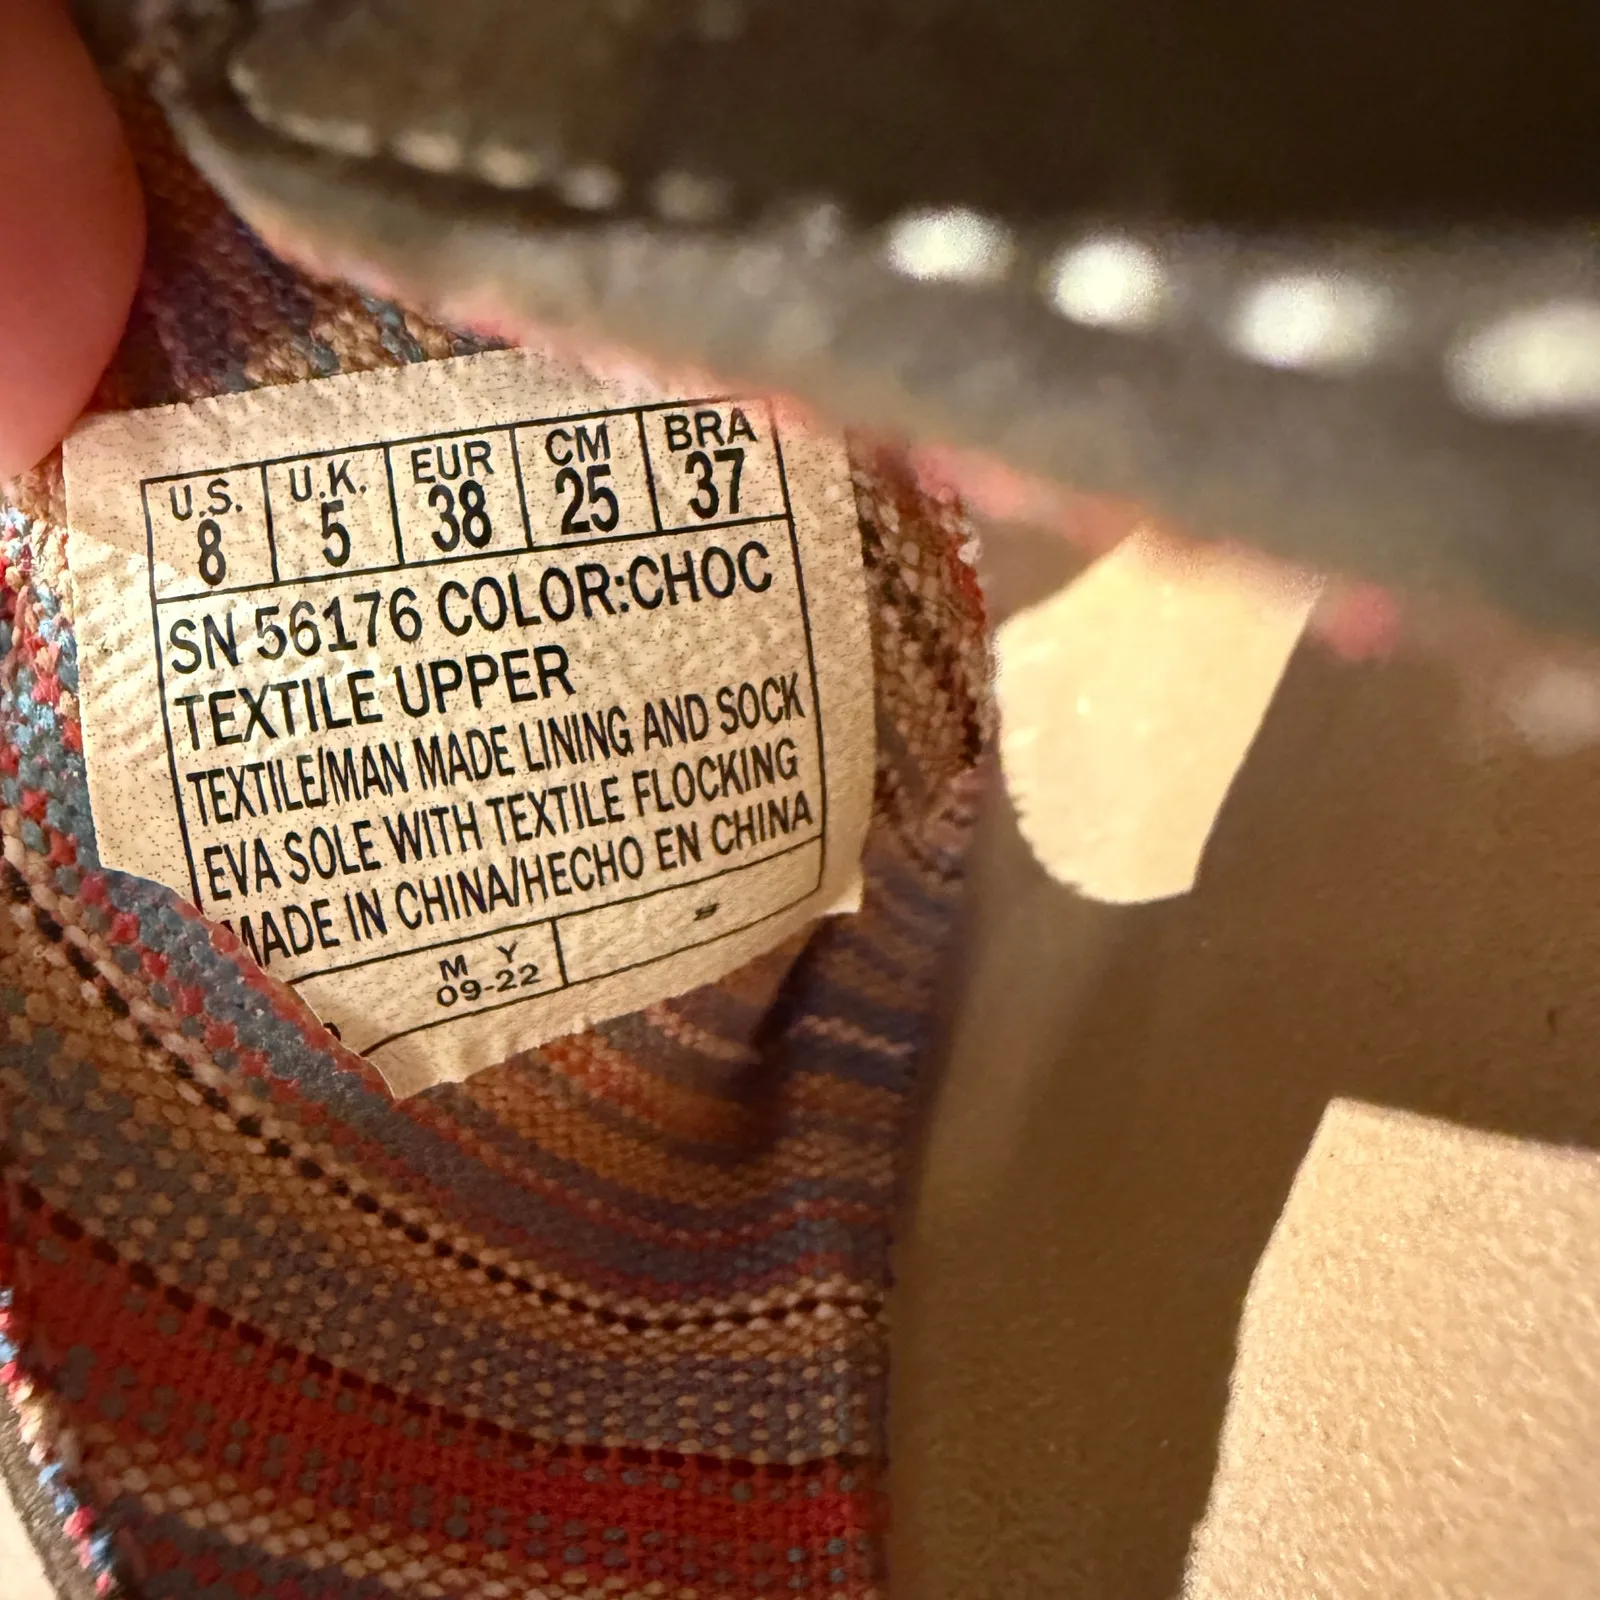 U.S. U.K. EUR CM BRA
8 5 38 25 37
SN 56176 COLOR:CHOC
TEXTILE UPPER
TEXTILE/MAN MADE LINING AND SOCK
EVA SOLE WITH TEXTILE FLOCKING
MADE IN CHINA/HECHO EN CHINA
M Y
09-22